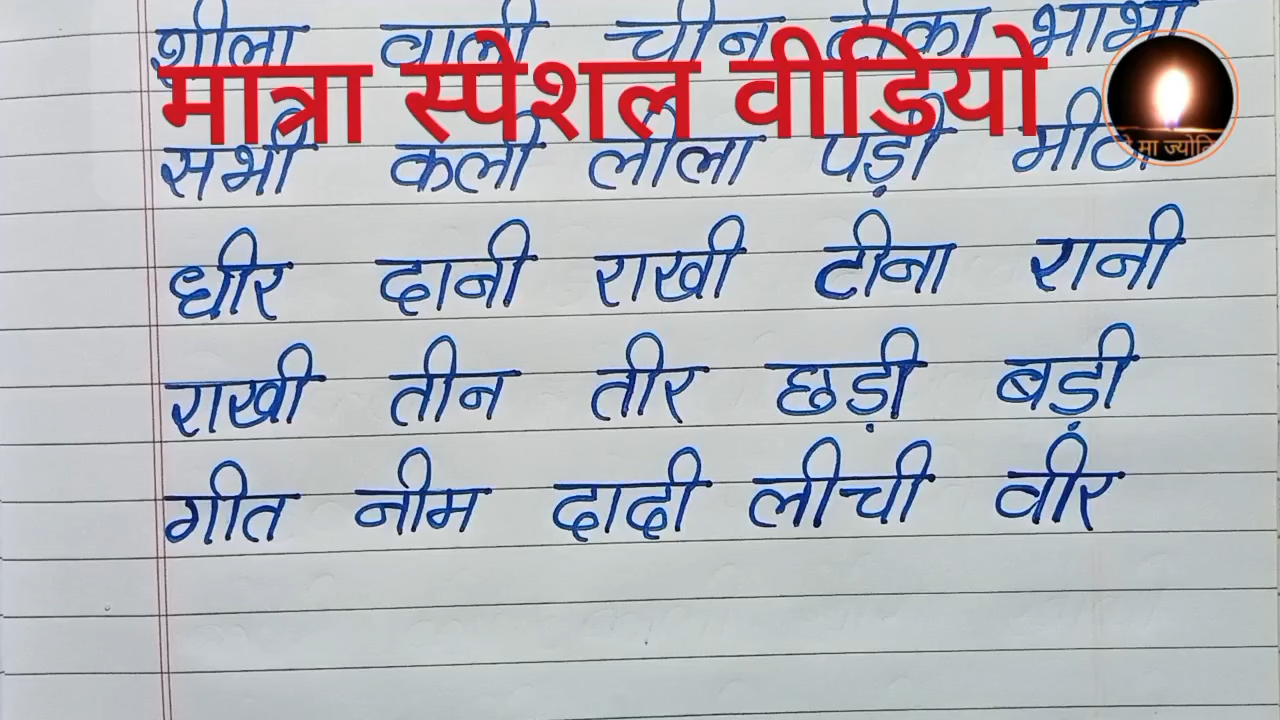 शीला वाली चीन टीका भाभी
मात्रा स्पेशल वीडियो
सभी कली लीला पड़ी मीठा
मा ज्योति
धीर दानी राखी टीना रानी
राखी तीन तीर छड़ी बड़ी
गीत नीम दादी लीची वीर